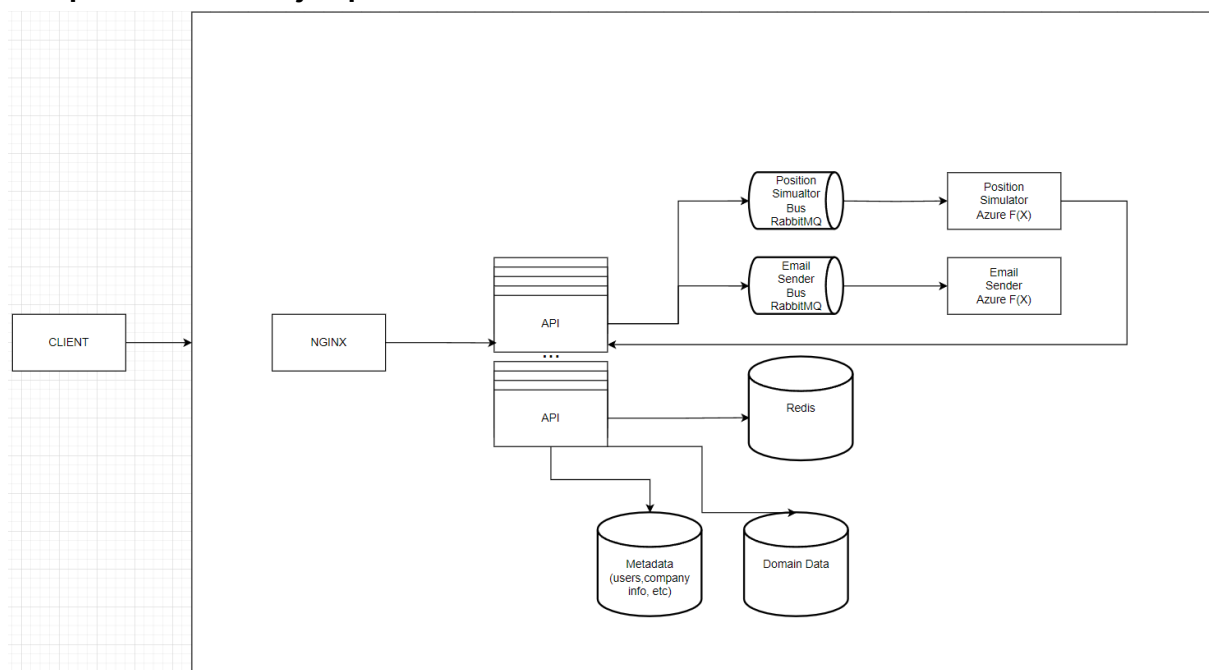 CLIENT
NGINX
API
...
API
Position
Simualtor
Bus
RabbitMQ
Position
Simulator
Azure F(X)
Email
Sender
Bus
RabbitMQ
Email
Sender
Azure F(X)
Redis
Metadata
(users,company
info, etc)
Domain Data